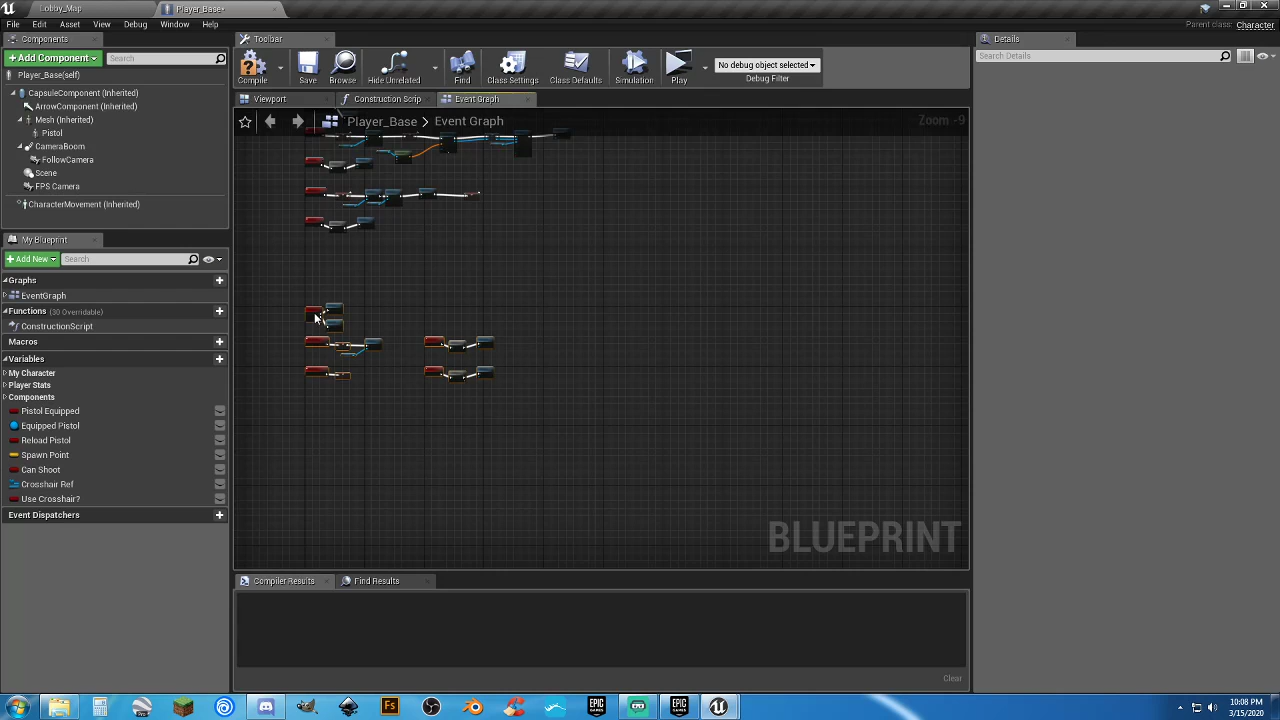 Lobby_Map
Player_Base*
File Edit Asset View Debug Window Help
Parent class: Character
Components
+Add Component
Search
Player_Base(self)
CapsuleComponent (Inherited)
ArrowComponent (Inherited)
Mesh (Inherited)
Pistol
CameraBoom
FollowCamera
Scene
FPS Camera
CharacterMovement (Inherited)
My Blueprint
+Add New
Search
Graphs
EventGraph
Functions (30 Overridable)
ConstructionScript
Macros
Variables
My Character
Player Stats
Components
Pistol Equipped
Equipped Pistol
Reload Pistol
Spawn Point
Can Shoot
Crosshair Ref
Use Crosshair?
Event Dispatchers
Toolbar
Compile
Save
Browse
Hide Unrelated
Find
Class Settings
Class Defaults
Simulation
Play
No debug object selected
Debug Filter
Viewport
Construction Scrip
Event Graph
Player_Base > Event Graph
Zoom -9
BLUEPRINT
Compiler Results
Find Results
Clear
Details
Search Details
10:08 PM
3/15/2020